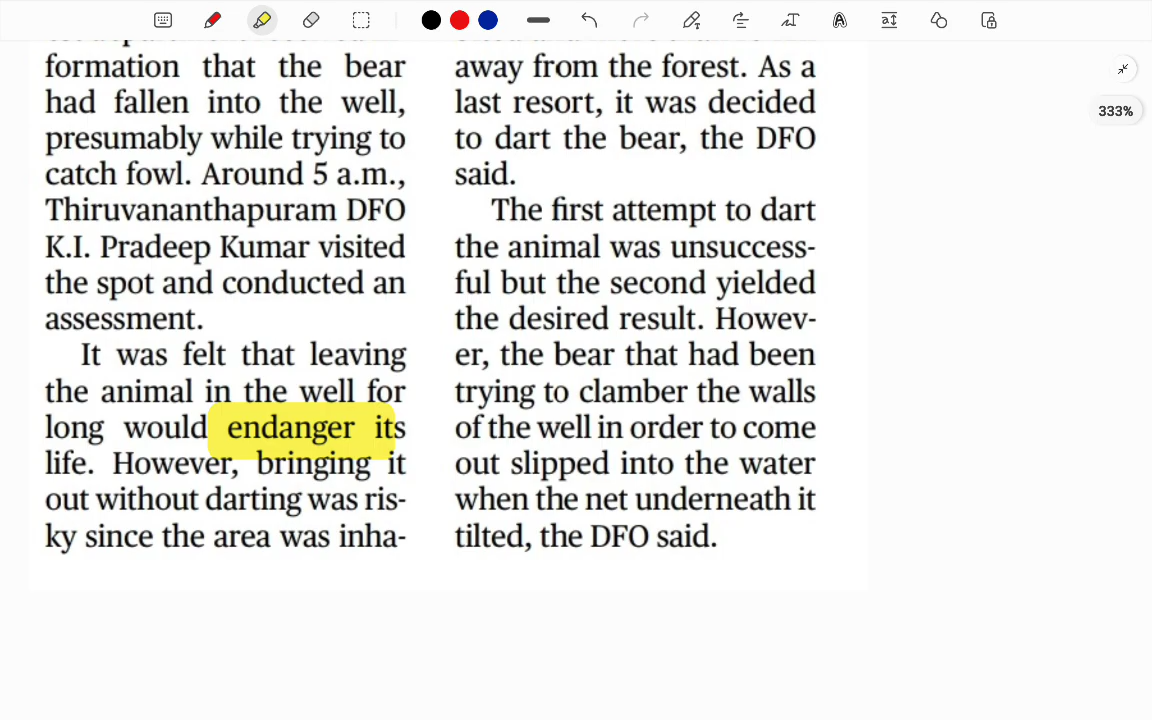 333%
formation that the bear
had fallen into the well,
presumably while trying to
catch fowl. Around 5 a.m.,
Thiruvananthapuram DFO
K.I. Pradeep Kumar visited
the spot and conducted an
assessment.
It was felt that leaving
the animal in the well for
long would endanger its
life. However, bringing it
out without darting was ris-
ky since the area was inha-
away from the forest. As a
last resort, it was decided
to dart the bear, the DFO
said.
The first attempt to dart
the animal was unsuccess-
ful but the second yielded
the desired result. Howev-
er, the bear that had been
trying to clamber the walls
of the well in order to come
out slipped into the water
when the net underneath it
tilted, the DFO said.